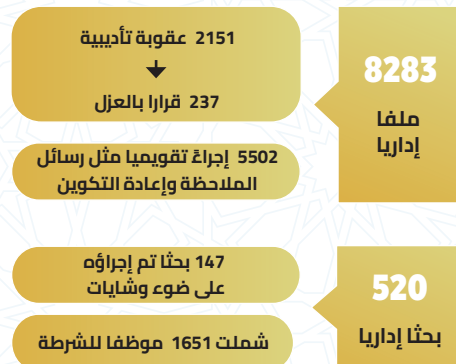 8283
ملفا
إداريا
2151 عقوبة تأديبية
237 قرارا بالعزل
5502 إجراءً تقويميا مثل رسائل
الملاحظة وإعادة التكوين
520
بحثا إداريا
147 بحثا تم إجراؤه
على ضوء وشايات
شملت 1651 موظفا للشرطة